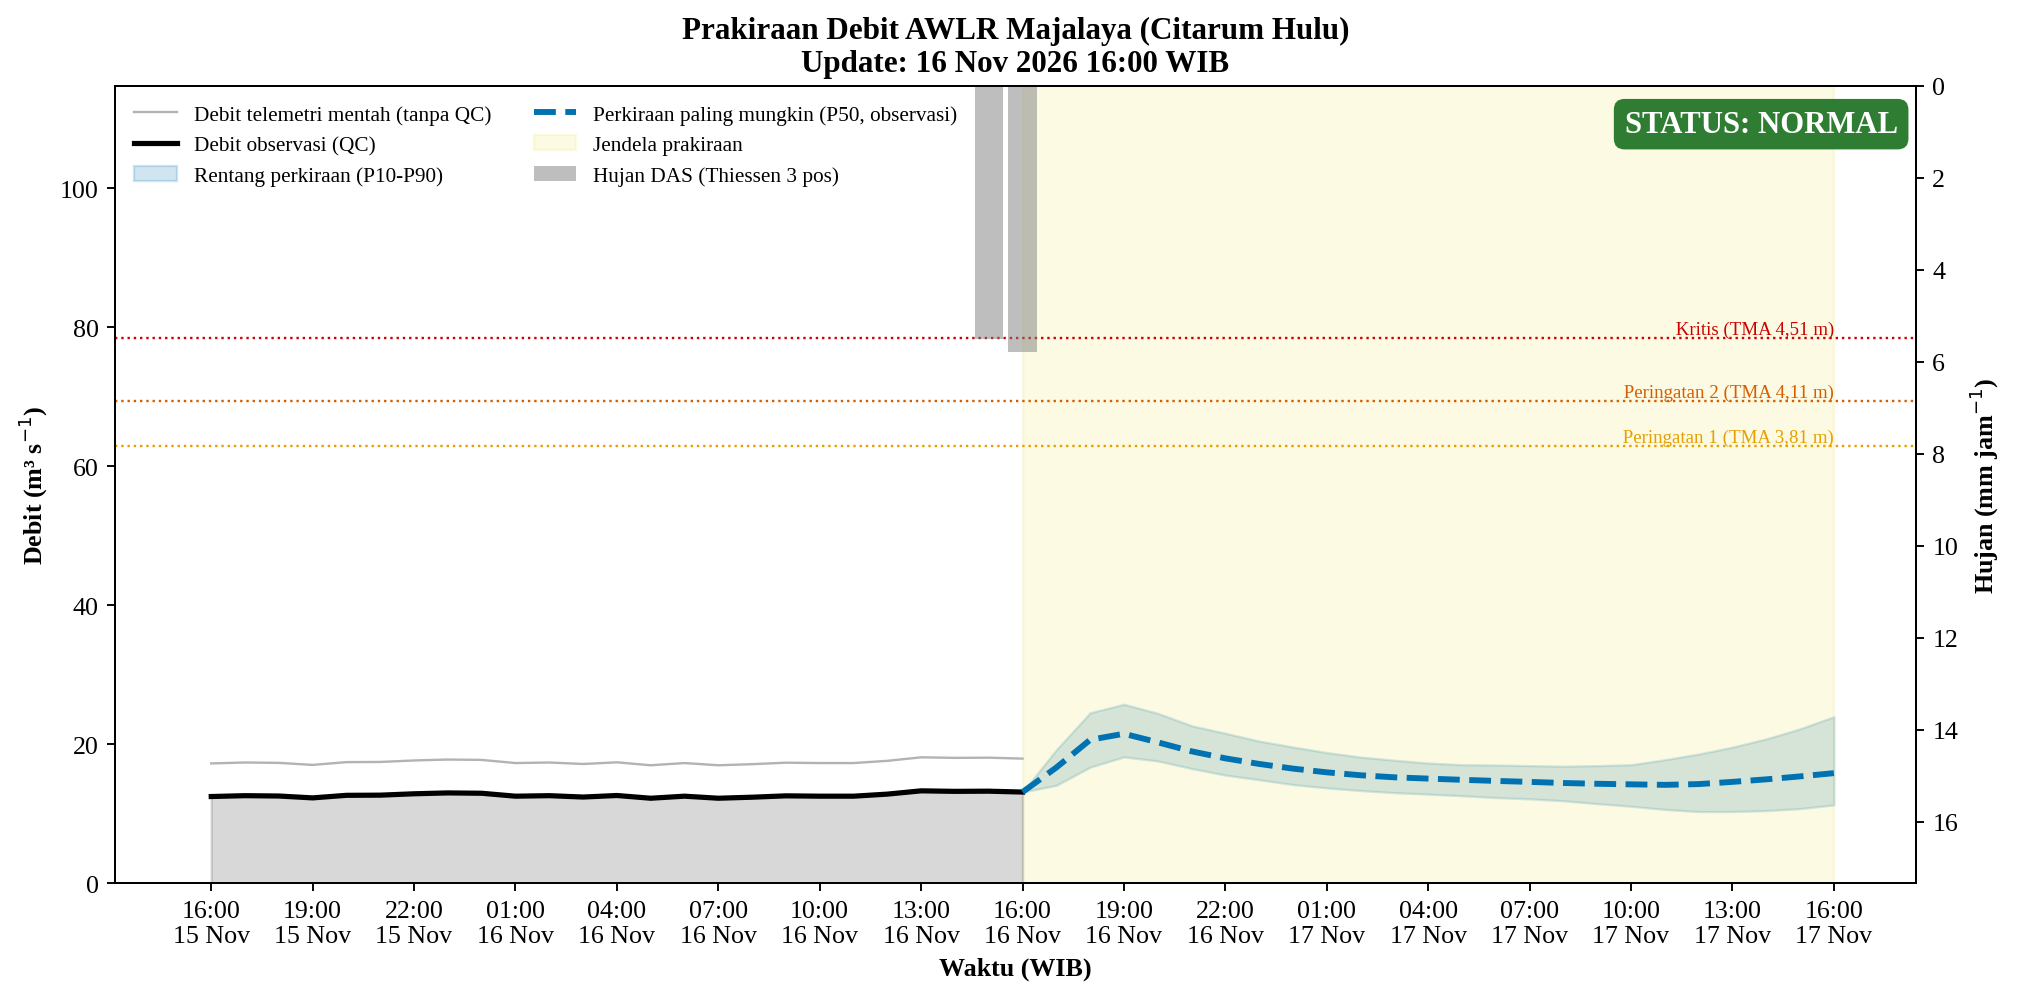 Prakiraan Debit AWLR Majalaya (Citarum Hulu)
Update: 16 Nov 2026 16:00 WIB
Debit telemetri mentah (tanpa QC)
Debit observasi (QC)
Rentang perkiraan (P10-P90)
Perkiraan paling mungkin (P50, observasi)
Jendela prakiraan
Hujan DAS (Thiessen 3 pos)
STATUS: NORMAL
Kritis (TMA 4,51 m)
Peringatan 2 (TMA 4,11 m)
Peringatan 1 (TMA 3,81 m)
Debit (m³ s⁻¹)
100
80
60
40
20
0
Hujan (mm jam⁻¹)
0
2
4
6
8
10
12
14
16
16:00 19:00 22:00 01:00 04:00 07:00 10:00 13:00 16:00 19:00 22:00 01:00 04:00 07:00 10:00 13:00 16:00
15 Nov 15 Nov 15 Nov 16 Nov 16 Nov 16 Nov 16 Nov 16 Nov 16 Nov 16 Nov 16 Nov 17 Nov 17 Nov 17 Nov 17 Nov 17 Nov 17 Nov
Waktu (WIB)